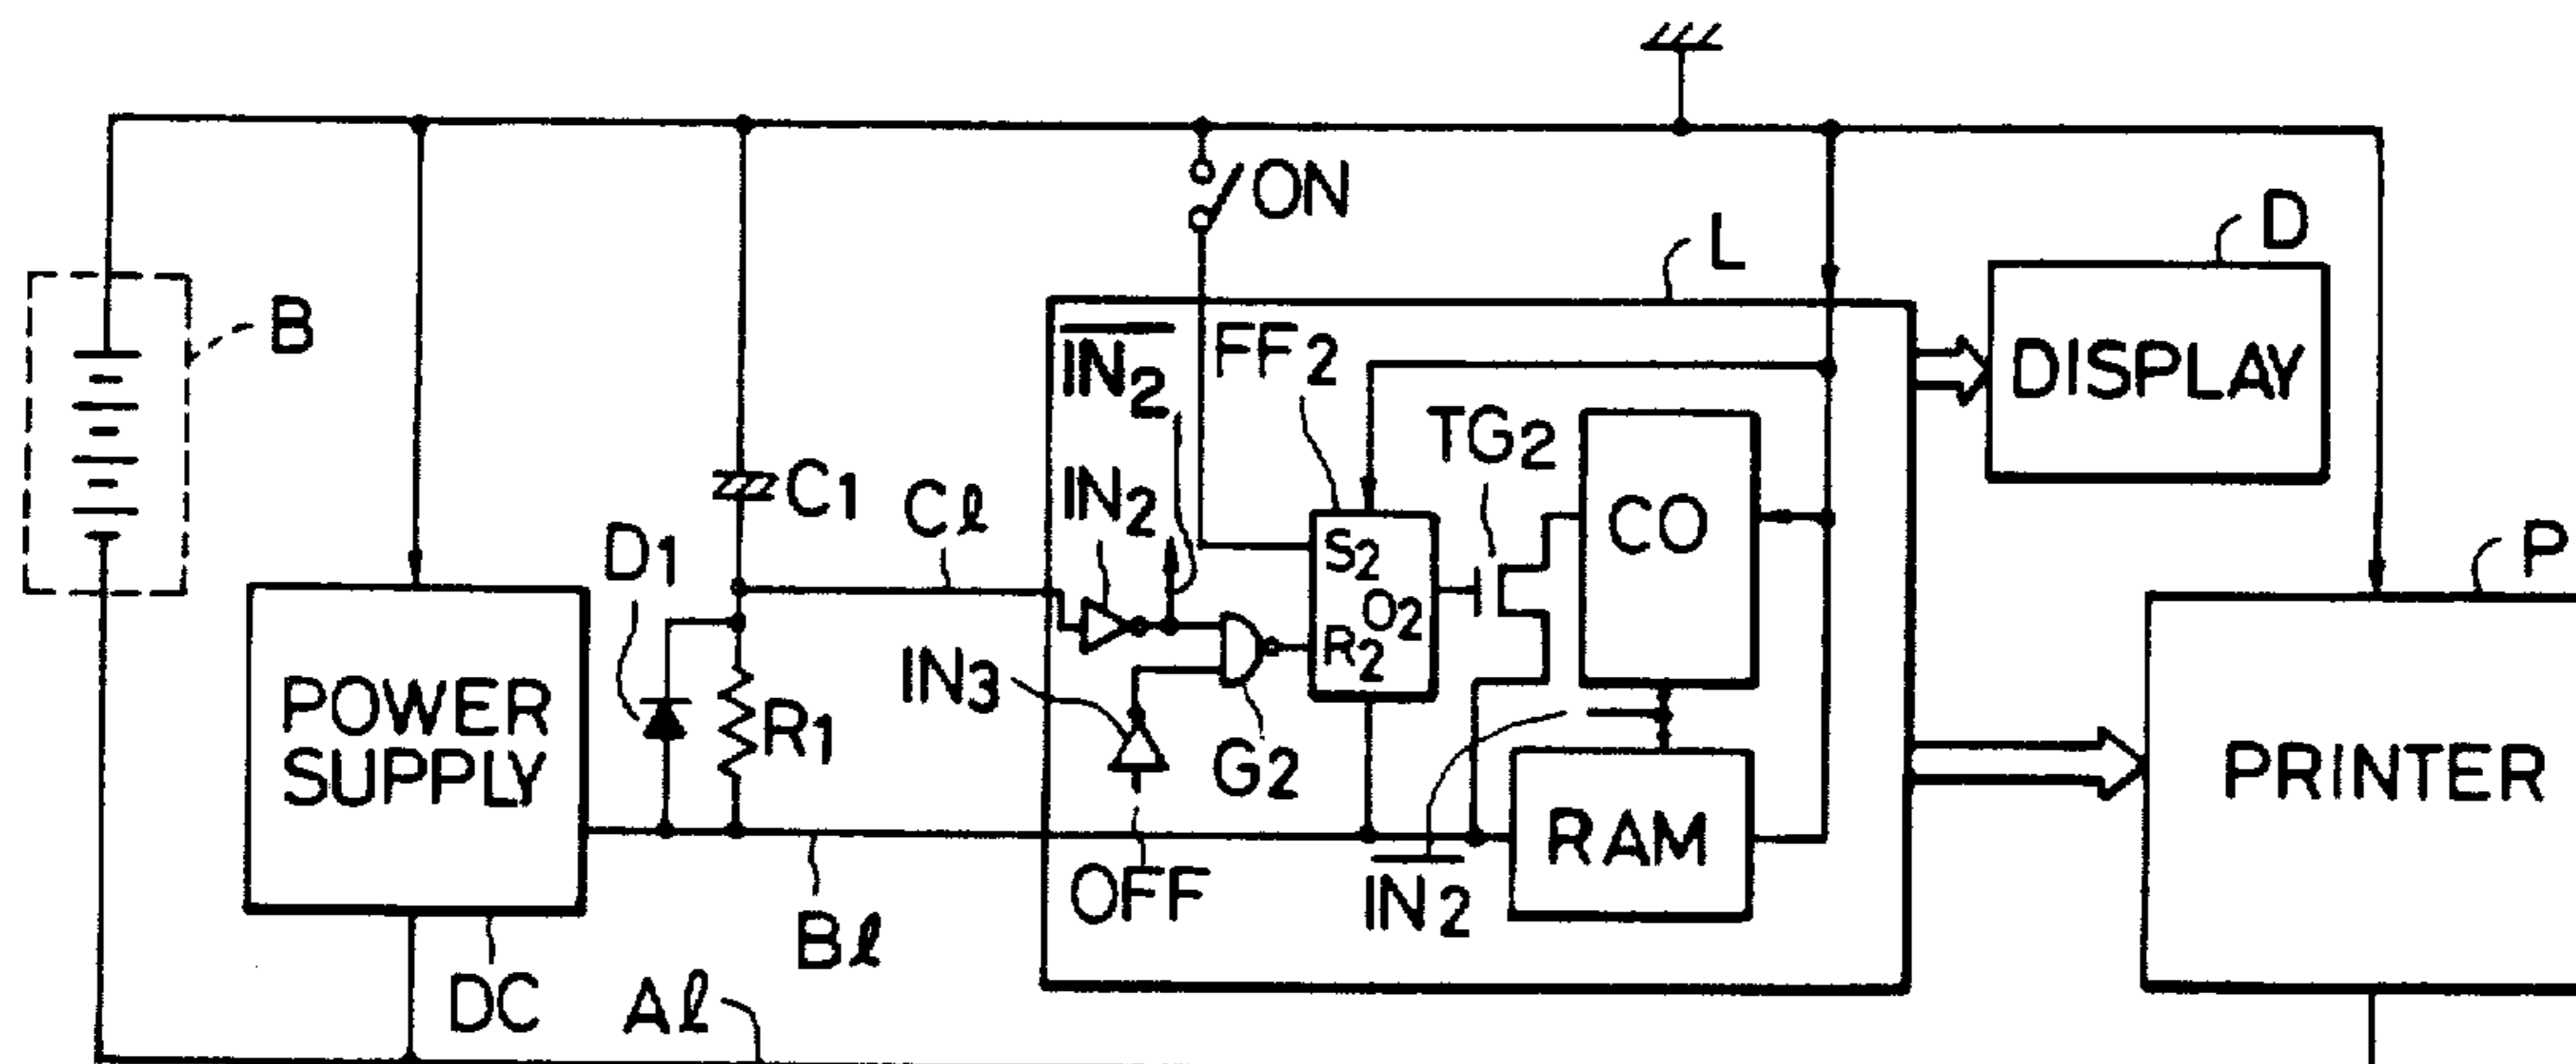 ON
L
D
B
IN2
FF2
DISPLAY
TG2
C1
Cℓ
IN2
CO
D1
S2
P
O2
R2
IN3
POWER
SUPPLY
R1
G2
PRINTER
RAM
OFF
IN2
Bℓ
DC
Aℓ